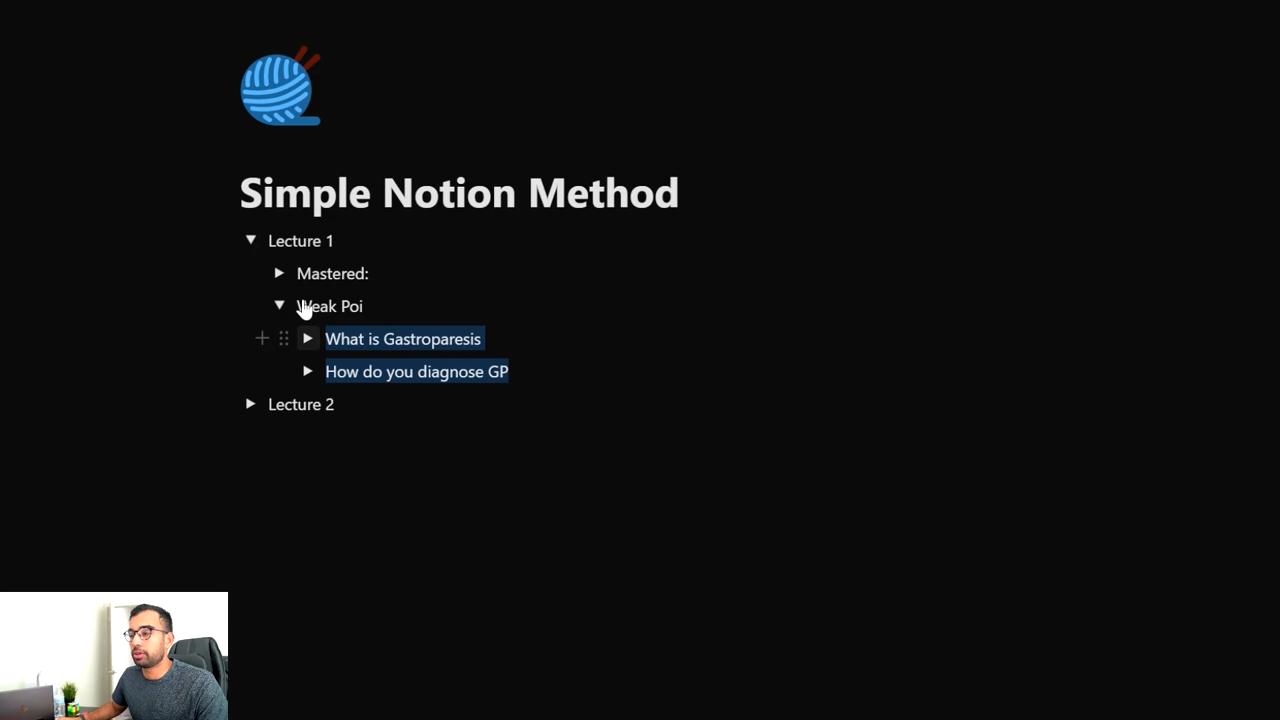 Simple Notion Method
Lecture 1
Mastered:
Weak Poi
What is Gastroparesis
How do you diagnose GP
Lecture 2